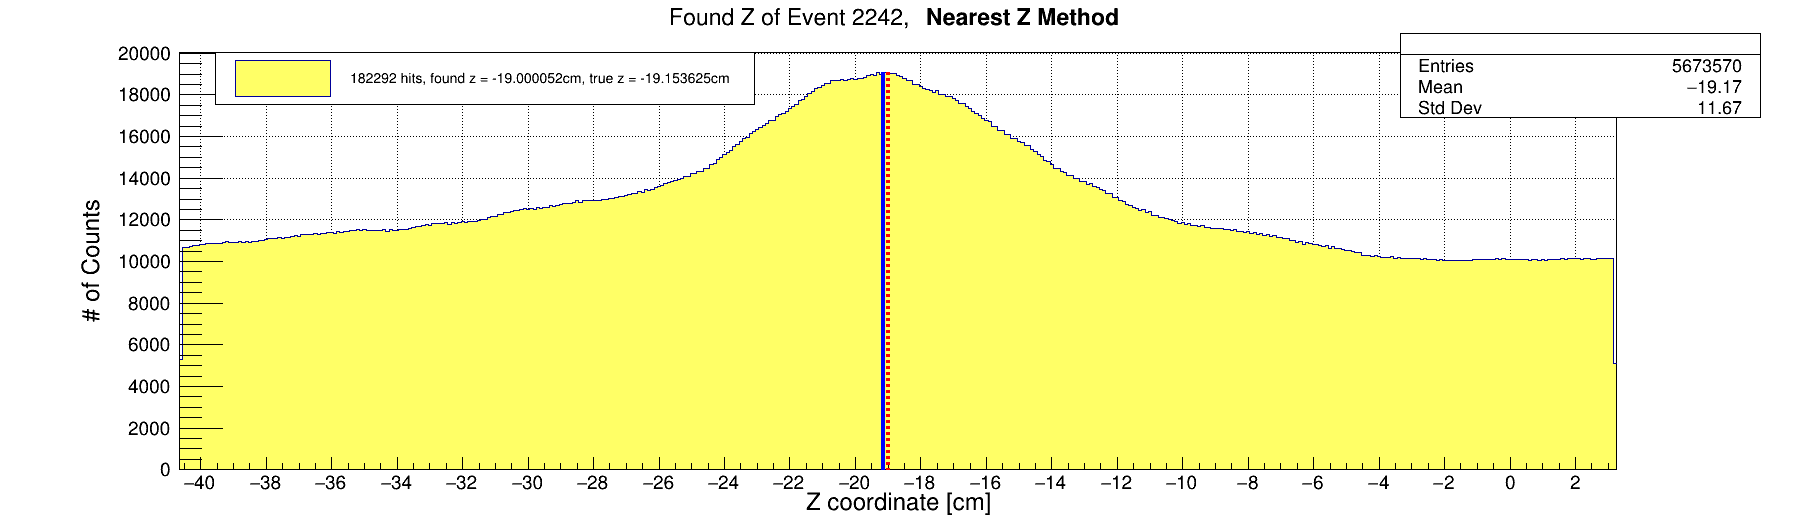 Found Z of Event 2242, Nearest Z Method
182292 hits, found z = -19.000052cm, true z = -19.153625cm
Entries 5673570
Mean −19.17
Std Dev 11.67
# of Counts
20000
18000
16000
14000
12000
10000
8000
6000
4000
2000
0
−40 −38 −36 −34 −32 −30 −28 −26 −24 −22 −20 −18 −16 −14 −12 −10 −8 −6 −4 −2 0 2
Z coordinate [cm]